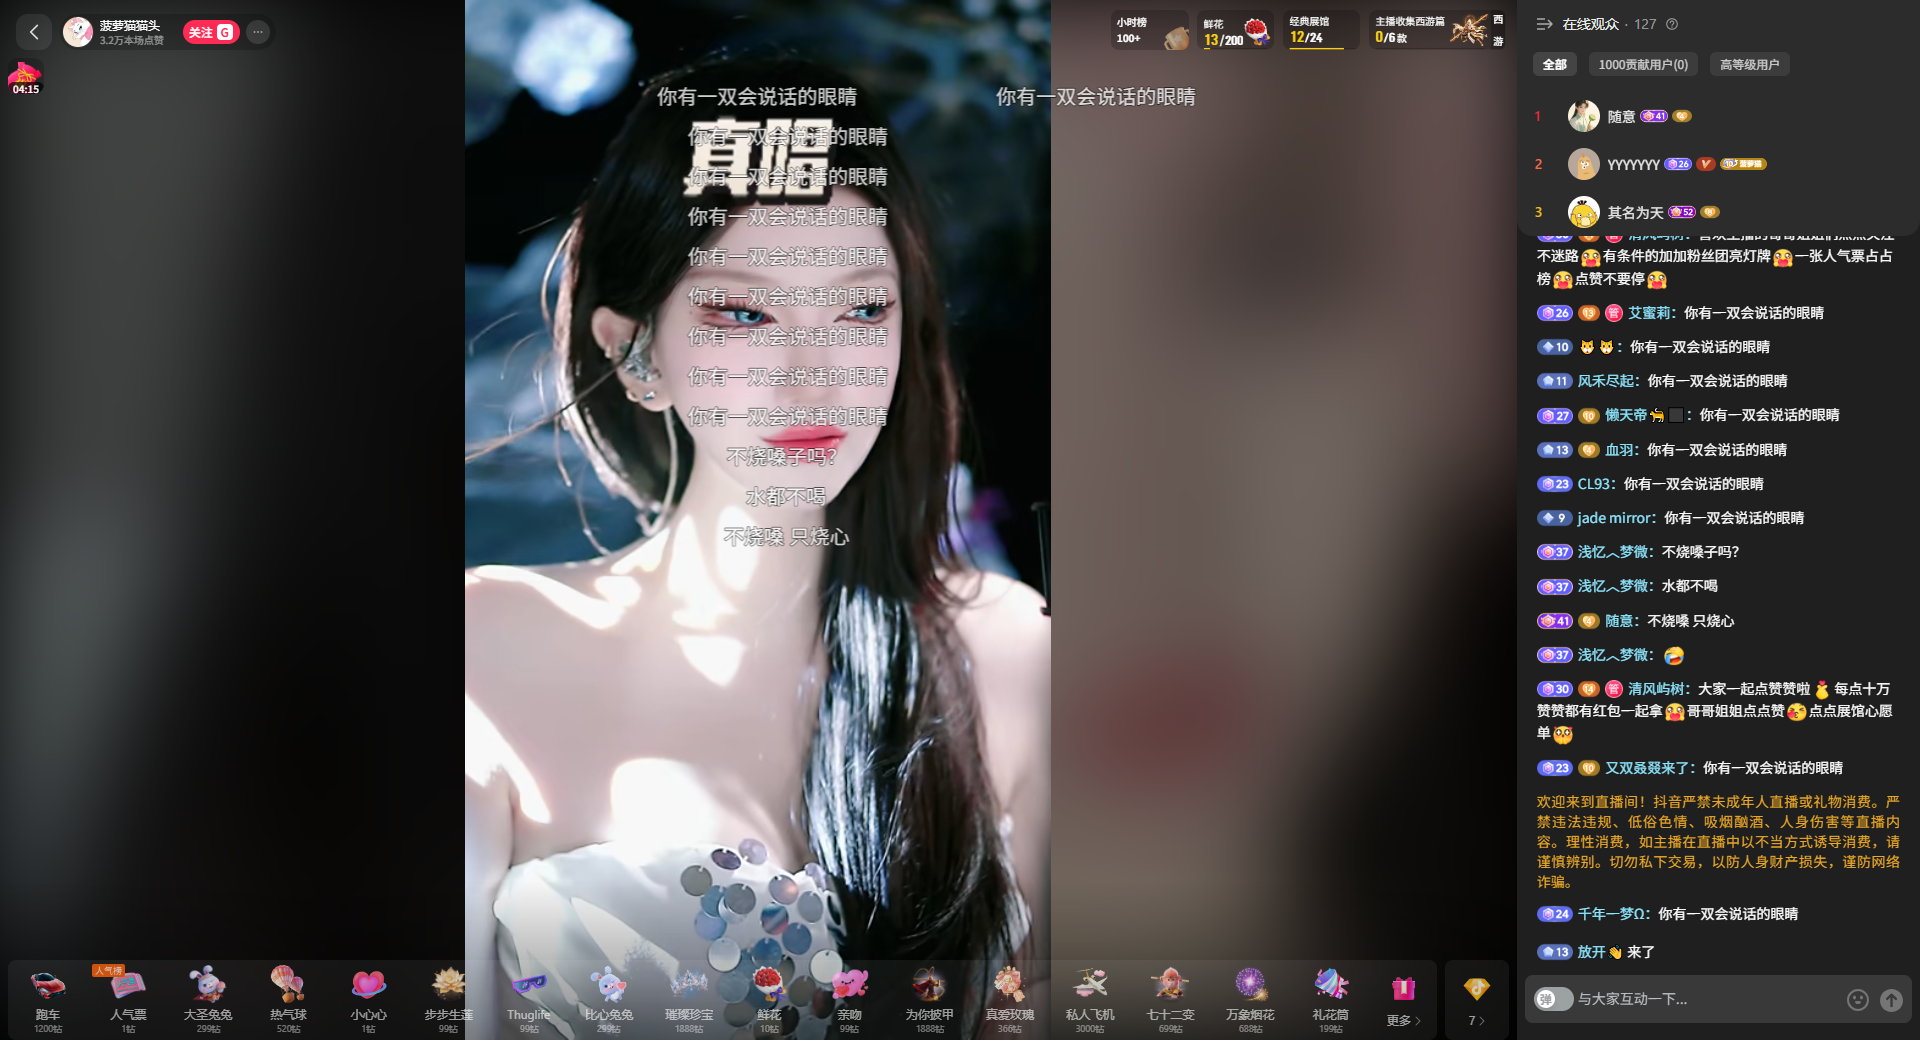 菠萝猫猫头
3.2万本场点赞
关注
04:15
小时榜
100+
鲜花
13/200
经典展馆
12/24
主播收集西游篇
0/6款
西
游
你有一双会说话的眼睛
你有一双会说话的眼睛
你有一双会说话的眼睛
你有一双会说话的眼睛
你有一双会说话的眼睛
你有一双会说话的眼睛
你有一双会说话的眼睛
你有一双会说话的眼睛
你有一双会说话的眼睛
你有一双会说话的眼睛
不烧嗓子吗?
水都不喝
不烧嗓 只烧心
在线观众 · 127
全部
1000贡献用户(0)
高等级用户
1 随意 41
2 YYYYYYY 26 菠萝猫
3 其名为天 52
不迷路有条件的加加粉丝团亮灯牌一张人气票占占
榜点赞不要停
26 13 管 艾蜜莉：你有一双会说话的眼睛
10 🐱🐱：你有一双会说话的眼睛
11 风禾尽起：你有一双会说话的眼睛
27 10 懒天帝🐆：你有一双会说话的眼睛
13 血羽：你有一双会说话的眼睛
23 CL93：你有一双会说话的眼睛
9 jade mirror：你有一双会说话的眼睛
37 浅忆︿梦微：不烧嗓子吗?
37 浅忆︿梦微：水都不喝
41 随意：不烧嗓 只烧心
37 浅忆︿梦微：🤣
30 14 管 清风屿树：大家一起点赞赞啦 每点十万
赞赞都有红包一起拿哥哥姐姐点点赞点点展馆心愿
单
23 10 又双叒叕来了：你有一双会说话的眼睛
欢迎来到直播间！抖音严禁未成年人直播或礼物消费。严
禁违法违规、低俗色情、吸烟酗酒、人身伤害等直播内
容。理性消费，如主播在直播中以不当方式诱导消费，请
谨慎辨别。切勿私下交易，以防人身财产损失，谨防网络
诈骗。
24 千年一梦Ω：你有一双会说话的眼睛
13 放开👋 来了
弹 与大家互动一下...
跑车
1200钻
人气榜
人气票
1钻
大圣兔兔
299钻
热气球
520钻
小心心
1钻
步步生莲
99钻
Thuglife
99钻
比心兔兔
299钻
璀璨珍宝
1888钻
鲜花
10钻
亲吻
99钻
为你披甲
1888钻
真爱玫瑰
366钻
私人飞机
3000钻
七十二变
699钻
万象烟花
688钻
礼花筒
199钻
更多
7